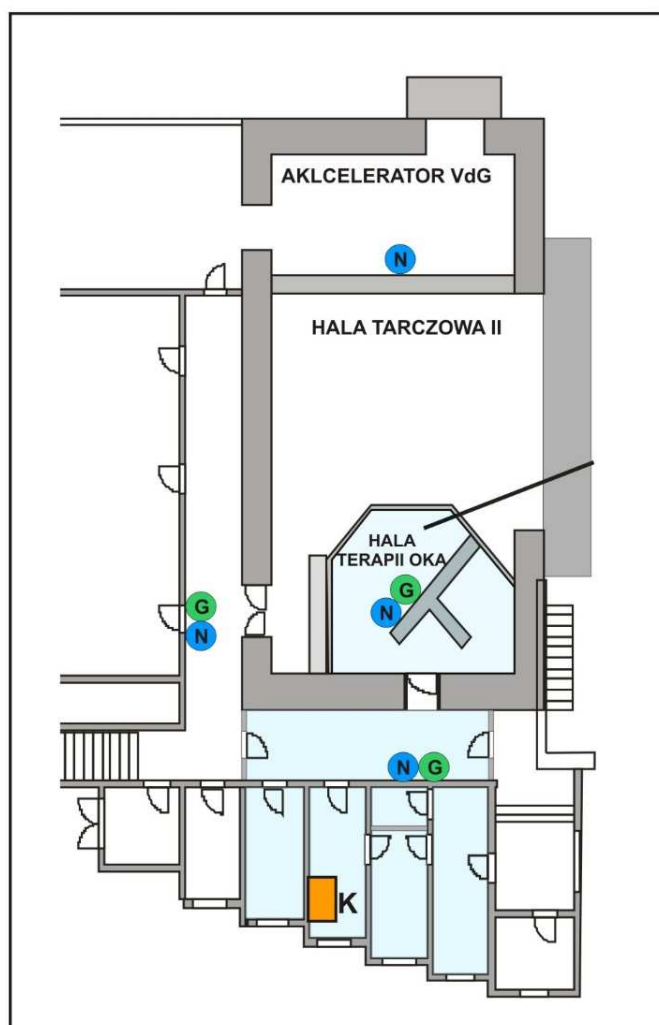 AKLCELERATOR VdG
N
HALA TARCZOWA II
HALA
TERAPII OKA
G
N
G
N
N G
K